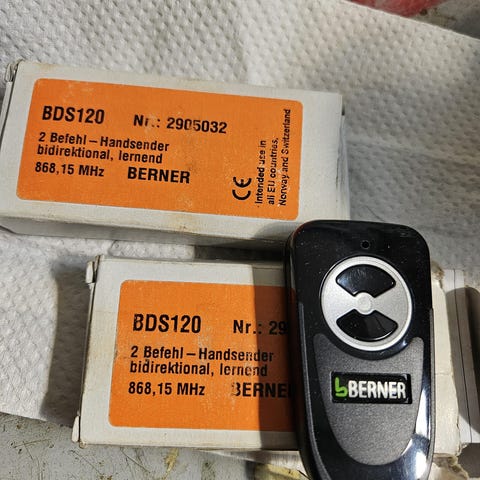 BDS120 Nr.: 2905032
2 Befehl – Handsender
bidirektional, lernend
868,15 MHz BERNER
CE
Intended use in
all EU countries,
Norway and Switzerland
BDS120 Nr.: 29
2 Befehl – Handsender
bidirektional, lernend
868,15 MHz BERNER
BERNER